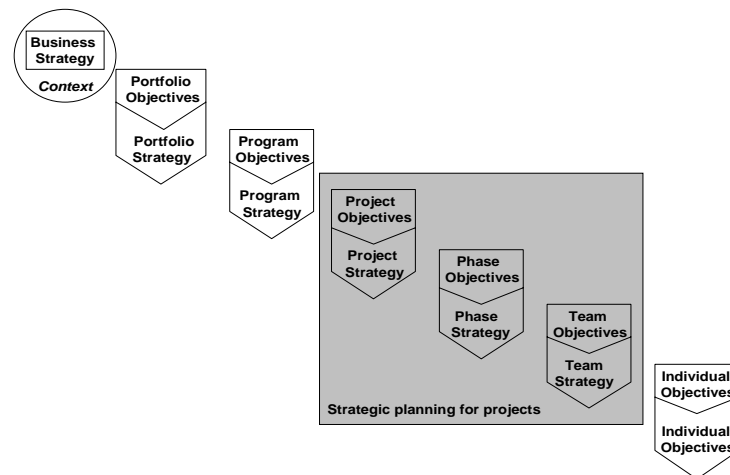 Business
Strategy
Context
Portfolio
Objectives
Portfolio
Strategy
Program
Objectives
Program
Strategy
Project
Objectives
Project
Strategy
Phase
Objectives
Phase
Strategy
Team
Objectives
Team
Strategy
Strategic planning for projects
Individual
Objectives
Individual
Objectives